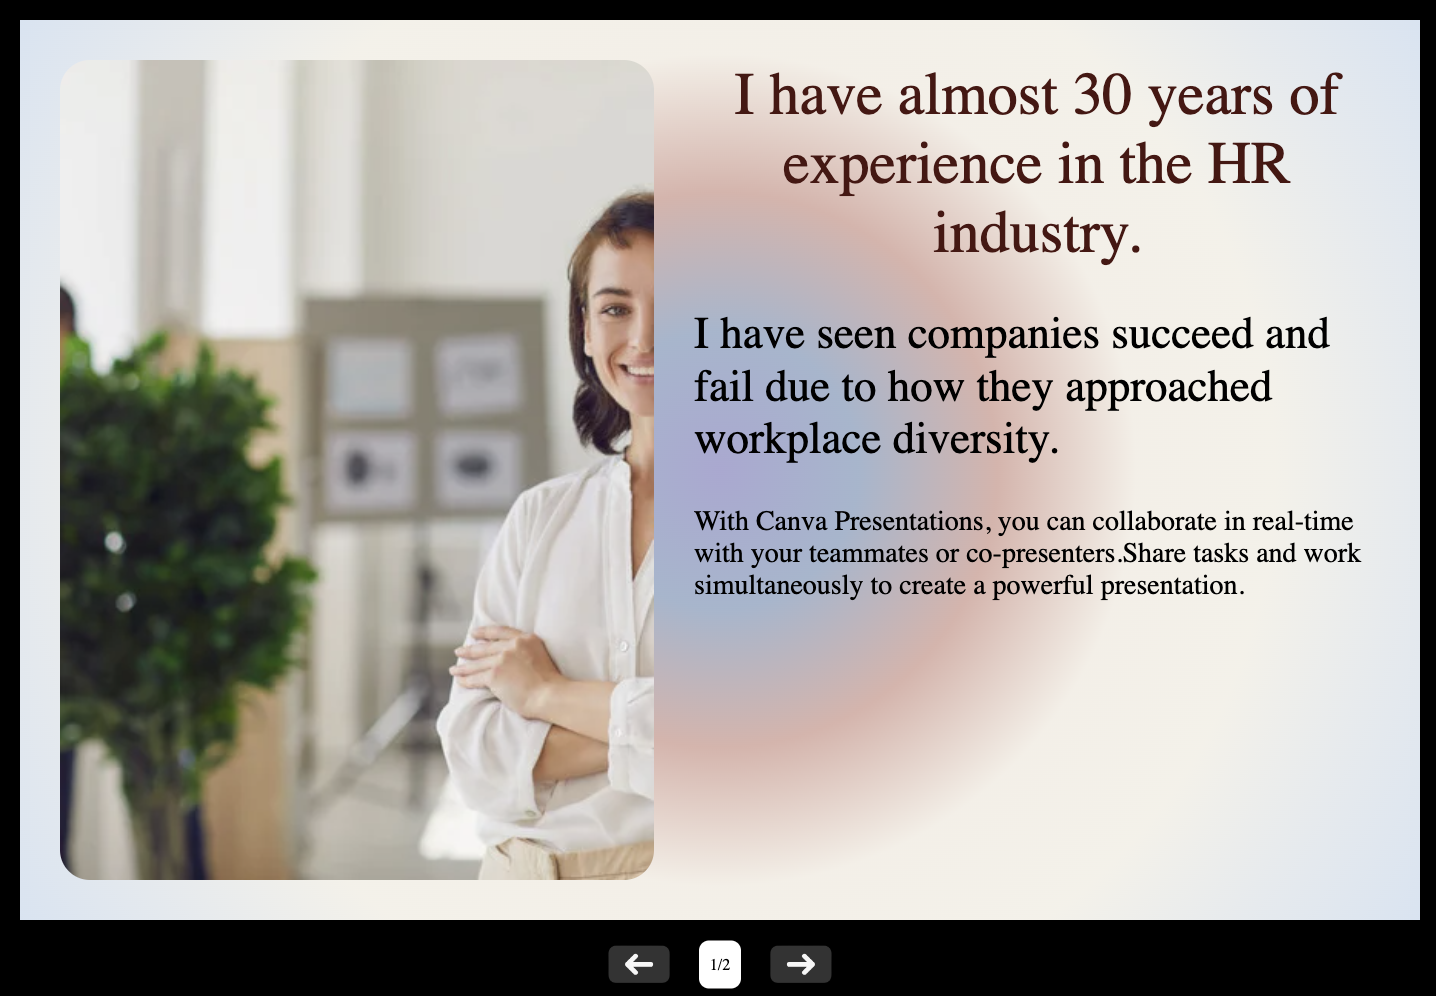 I have almost 30 years of
experience in the HR
industry.
I have seen companies succeed and
fail due to how they approached
workplace diversity.
With Canva Presentations, you can collaborate in real-time
with your teammates or co-presenters.Share tasks and work
simultaneously to create a powerful presentation.
1/2